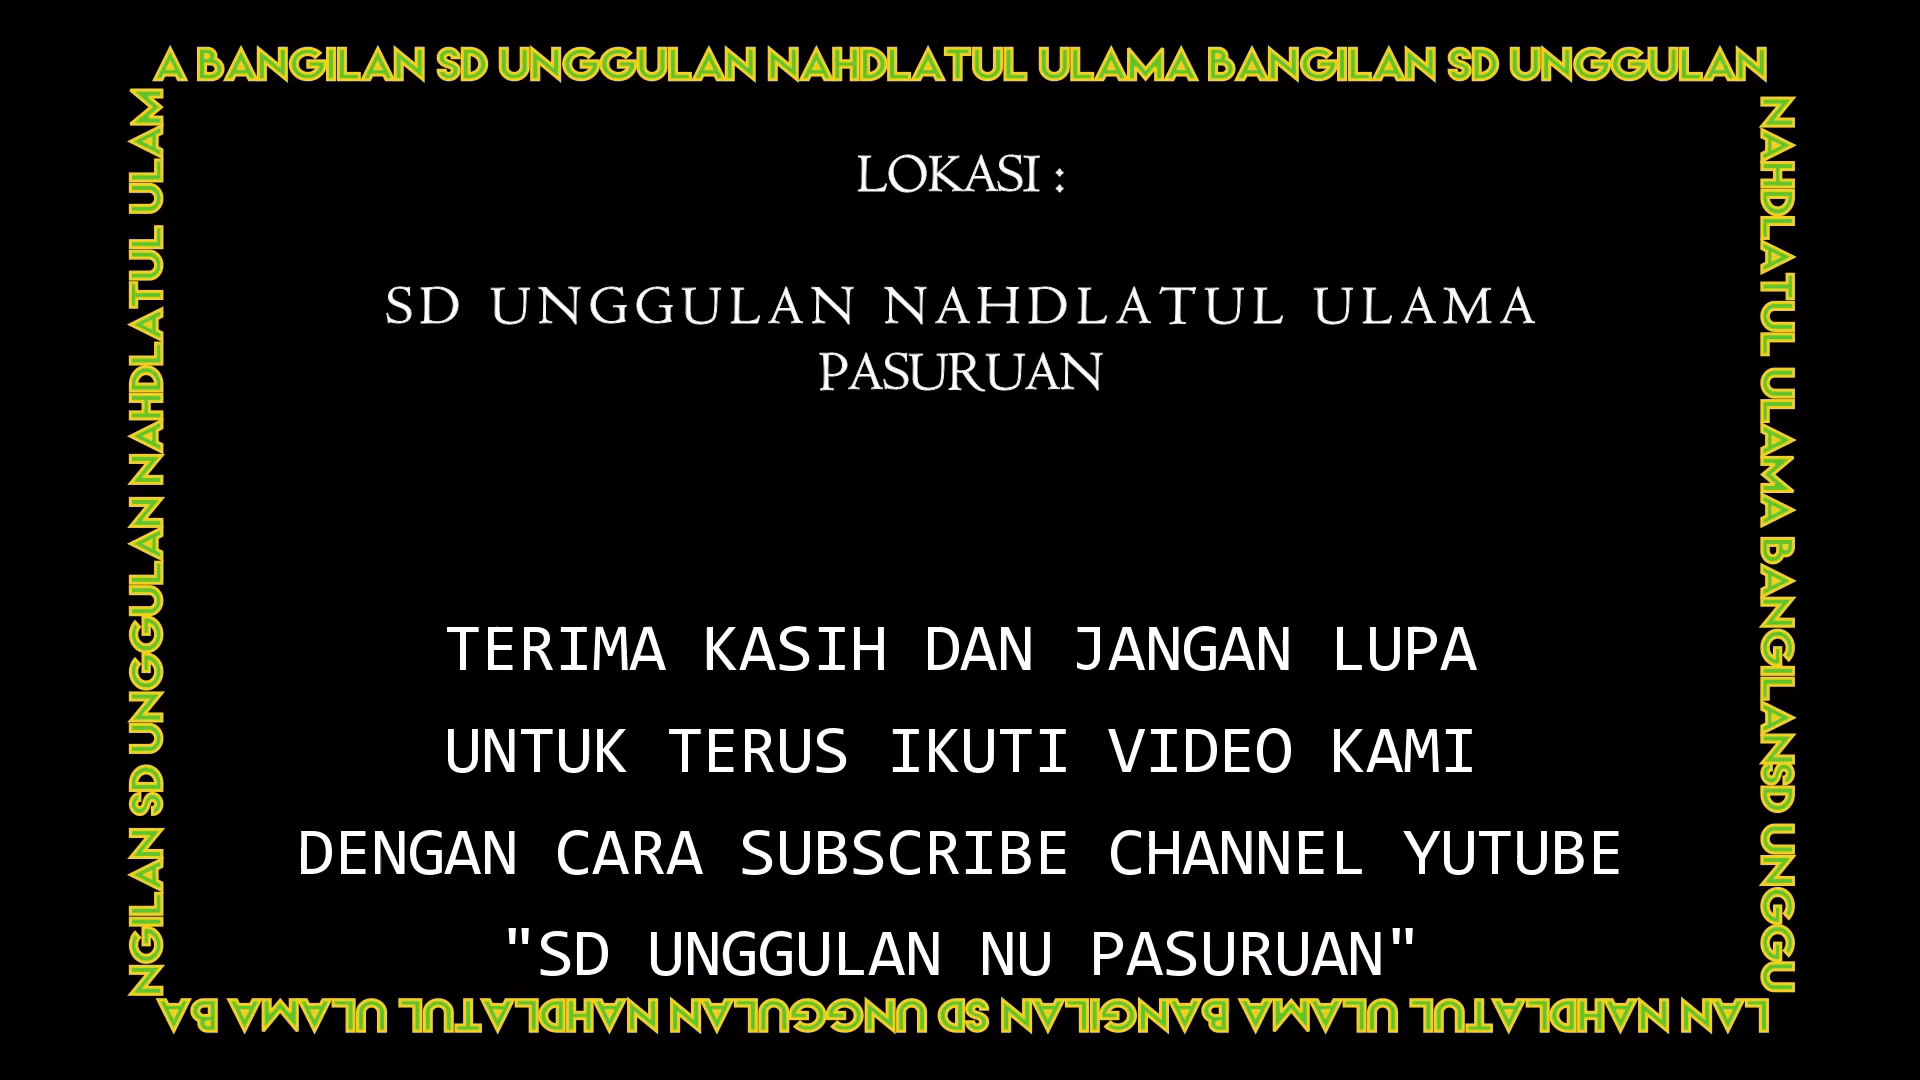 A BANGILAN SD UNGGULAN NAHDLATUL ULAMA BANGILAN SD UNGGULAN
NAHDLATUL ULAMA BANGILANSD UNGGU
LAN NAHDLATUL ULAMA BANGILAN SD UNGGULAN NAHDLATUL ULAMA BA
NGILAN SD UNGGULAN NAHDLATUL ULAM
LOKASI :
SD UNGGULAN NAHDLATUL ULAMA
PASURUAN
TERIMA KASIH DAN JANGAN LUPA
UNTUK TERUS IKUTI VIDEO KAMI
DENGAN CARA SUBSCRIBE CHANNEL YUTUBE
"SD UNGGULAN NU PASURUAN"